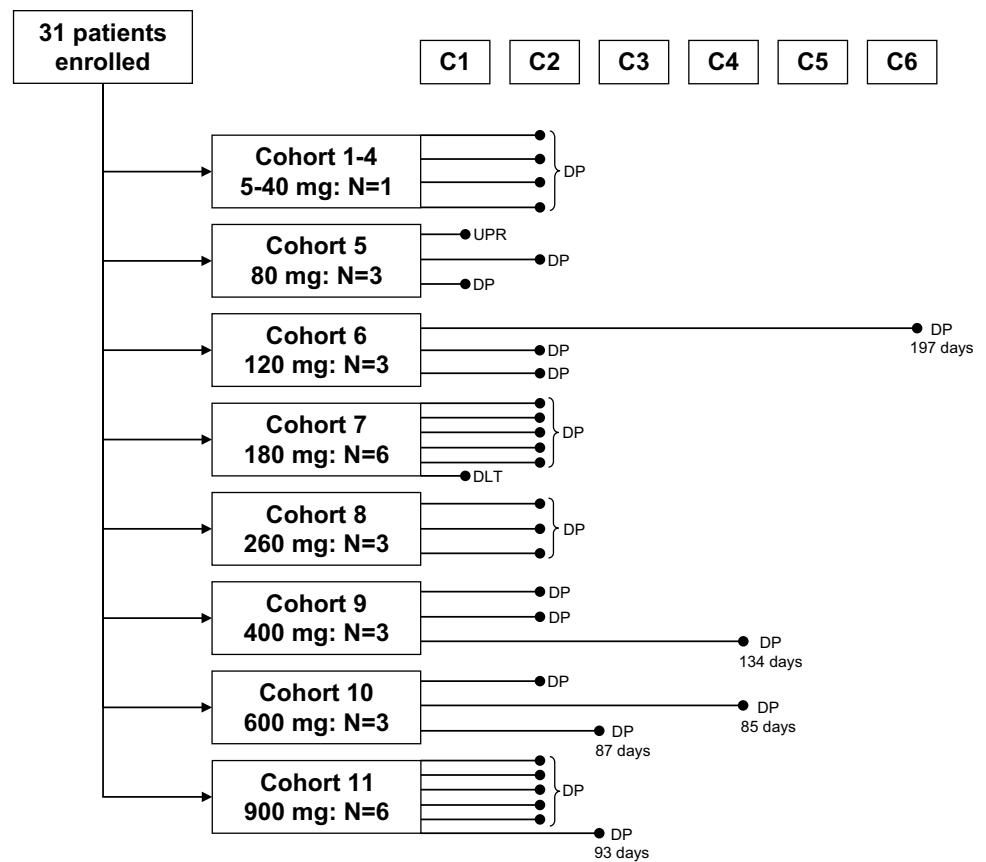 31 patients
enrolled
C1 C2 C3 C4 C5 C6
Cohort 1-4
5-40 mg: N=1
DP
Cohort 5
80 mg: N=3
UPR
DP
DP
Cohort 6
120 mg: N=3
DP
197 days
DP
DP
Cohort 7
180 mg: N=6
DP
DLT
Cohort 8
260 mg: N=3
DP
Cohort 9
400 mg: N=3
DP
DP
DP
134 days
Cohort 10
600 mg: N=3
DP
DP
85 days
DP
87 days
Cohort 11
900 mg: N=6
DP
DP
93 days